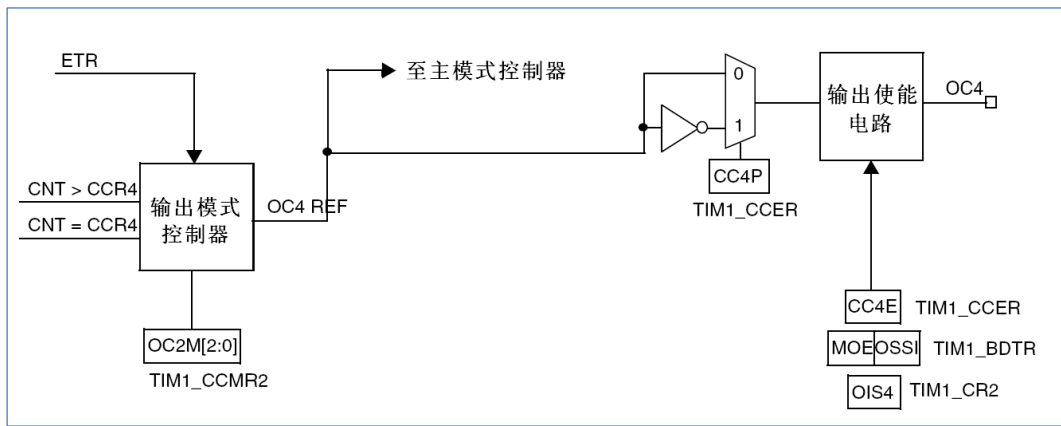 ETR
至主模式控制器
0
1
输出使能
电路
OC4
CC4P
TIM1_CCER
CNT > CCR4
CNT = CCR4
输出模式
控制器
OC4 REF
OC2M[2:0]
TIM1_CCMR2
CC4E
TIM1_CCER
MOE OSSI
TIM1_BDTR
OIS4
TIM1_CR2